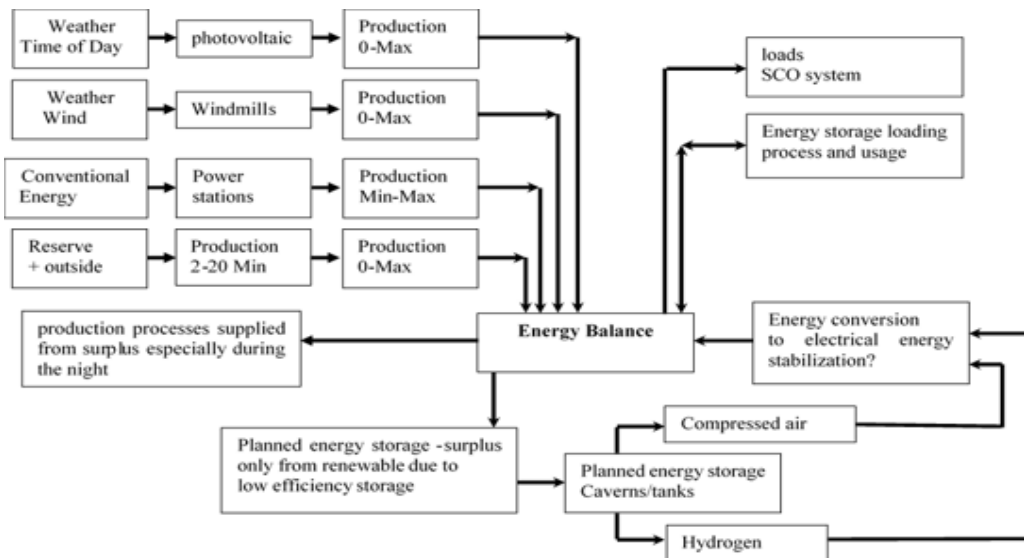 Weather
Time of Day
photovoltaic
Production
0-Max
loads
SCO system
Weather
Wind
Windmills
Production
0-Max
Energy storage loading
process and usage
Conventional
Energy
Power
stations
Production
Min-Max
Reserve
+ outside
Production
2-20 Min
Production
0-Max
production processes supplied
from surplus especially during
the night
Energy Balance
Energy conversion
to electrical energy
stabilization?
Compressed air
Planned energy storage -surplus
only from renewable due to
low efficiency storage
Planned energy storage
Caverns/tanks
Hydrogen